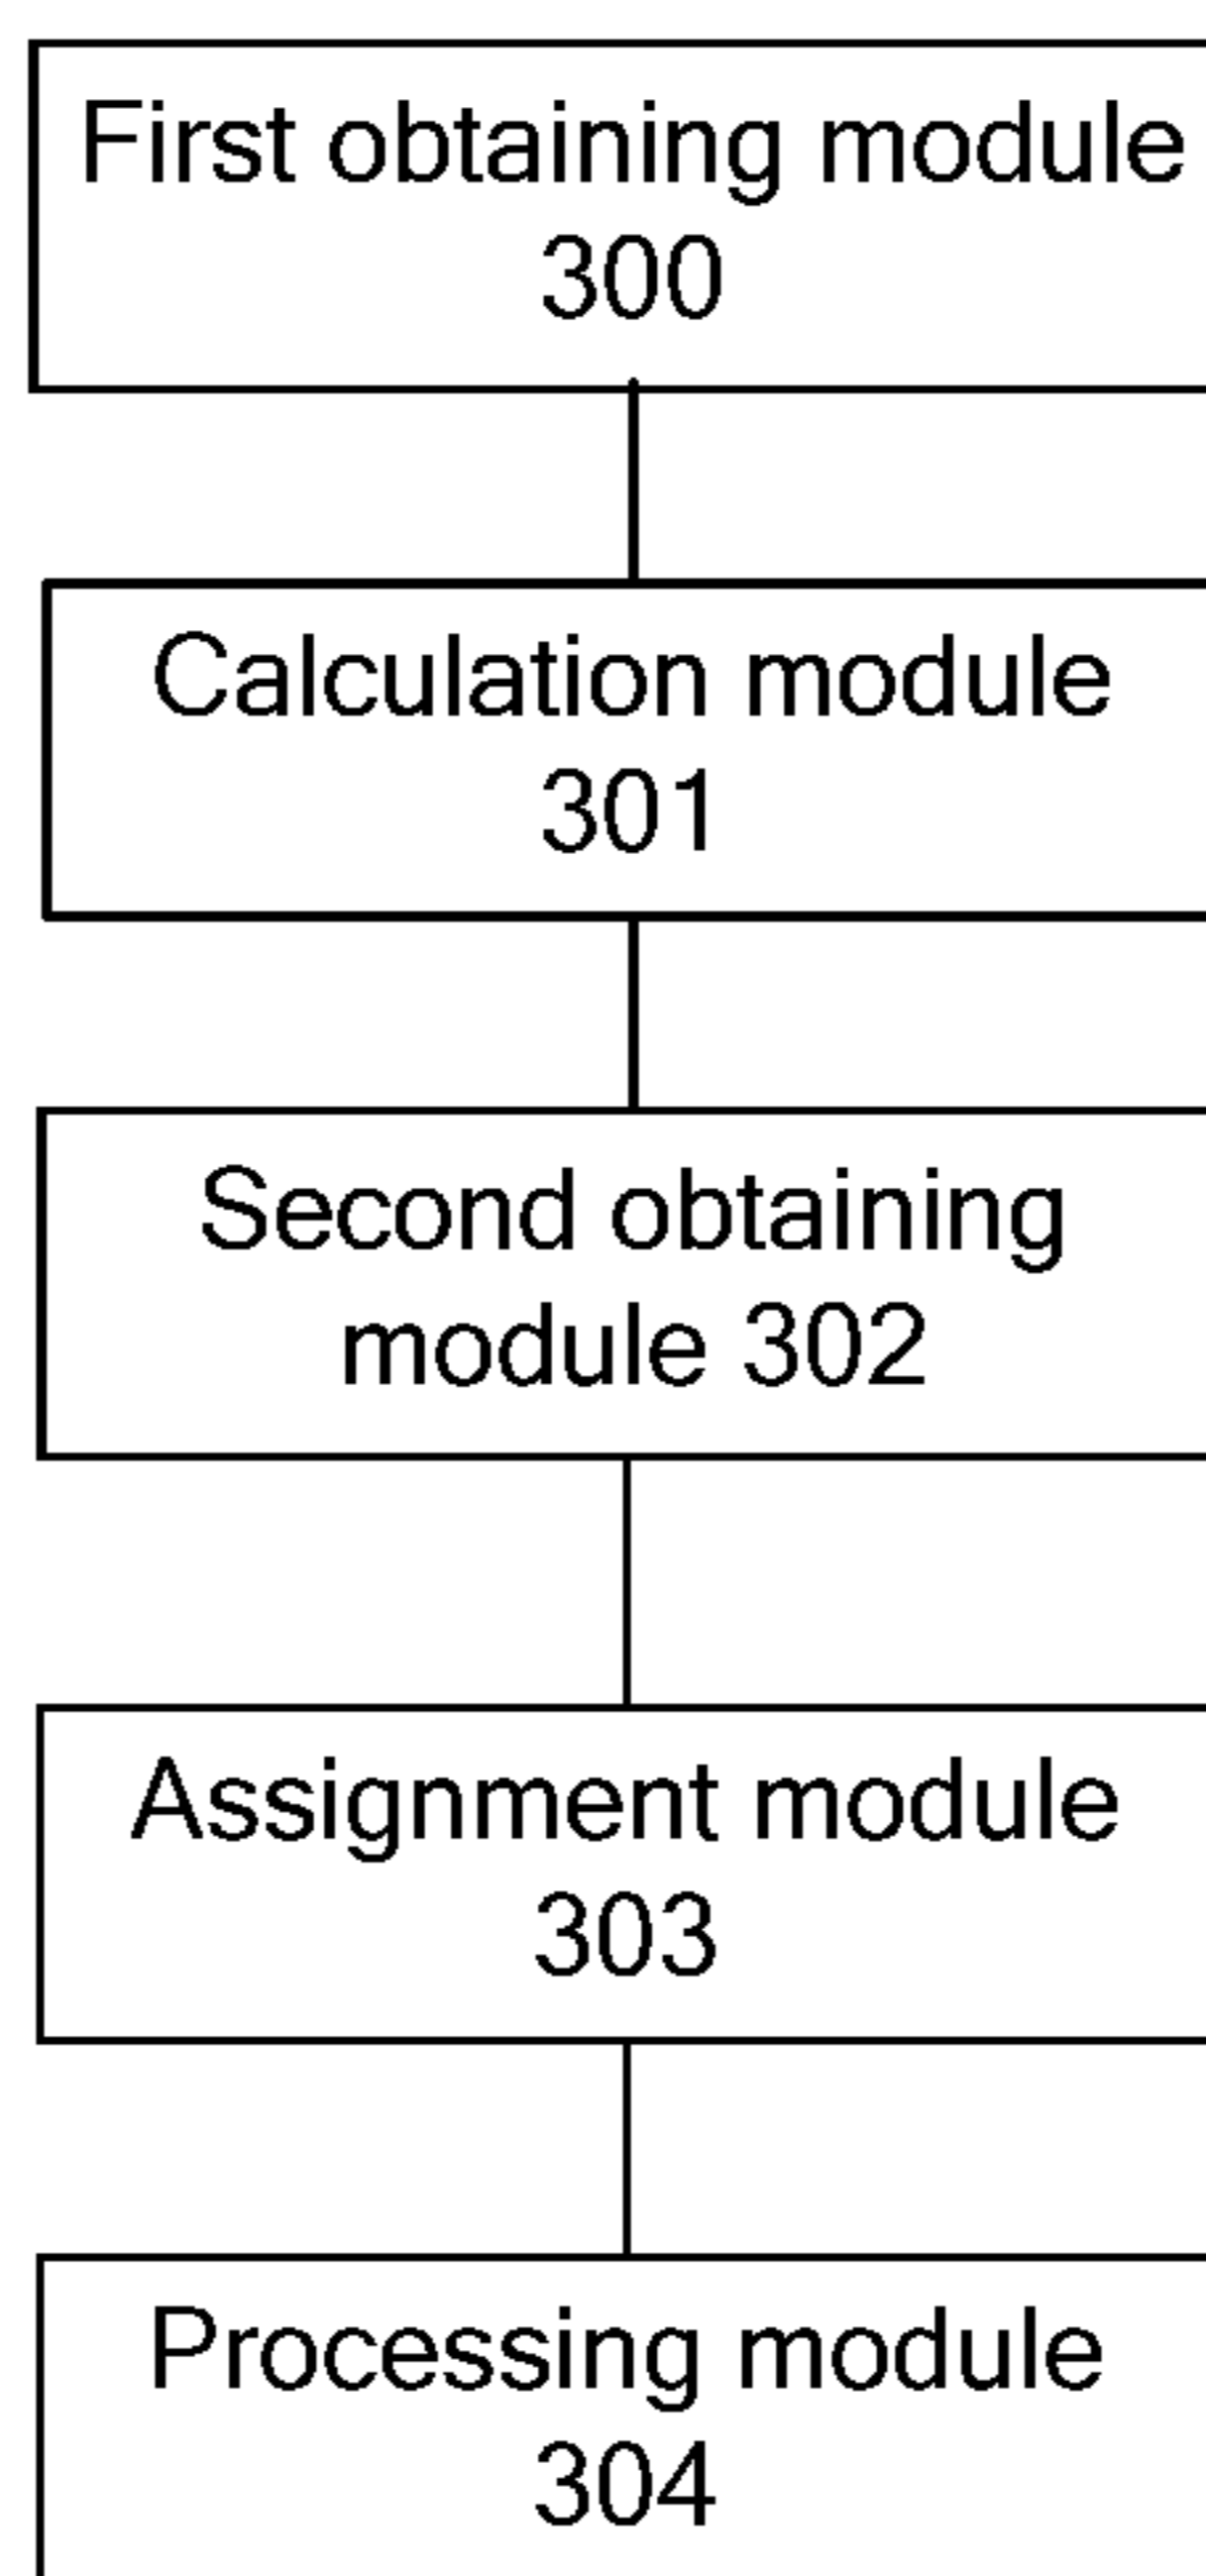 First obtaining module
300
Calculation module
301
Second obtaining
module 302
Assignment module
303
Processing module
304